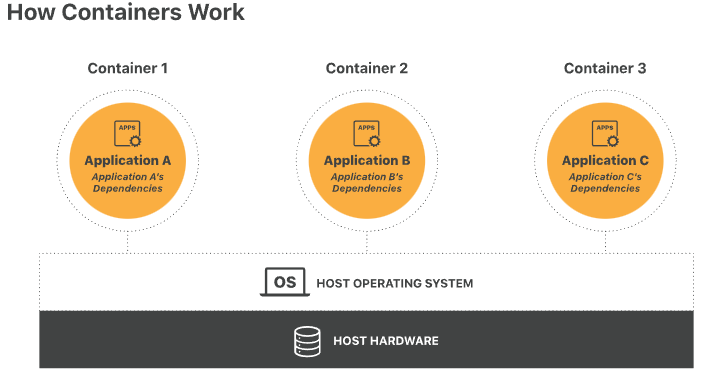 How Containers Work
Container 1
Container 2
Container 3
APPS
APPS
APPS
Application A
Application B
Application C
Application A's
Dependencies
Application B's
Dependencies
Application C's
Dependencies
OS
HOST OPERATING SYSTEM
HOST HARDWARE